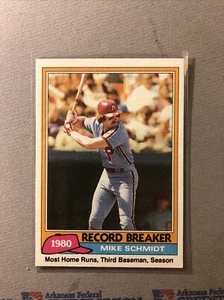 1980
RECORD BREAKER
MIKE SCHMIDT
Most Home Runs, Third Baseman, Season
Arkansas Federal
Arkansas Federal